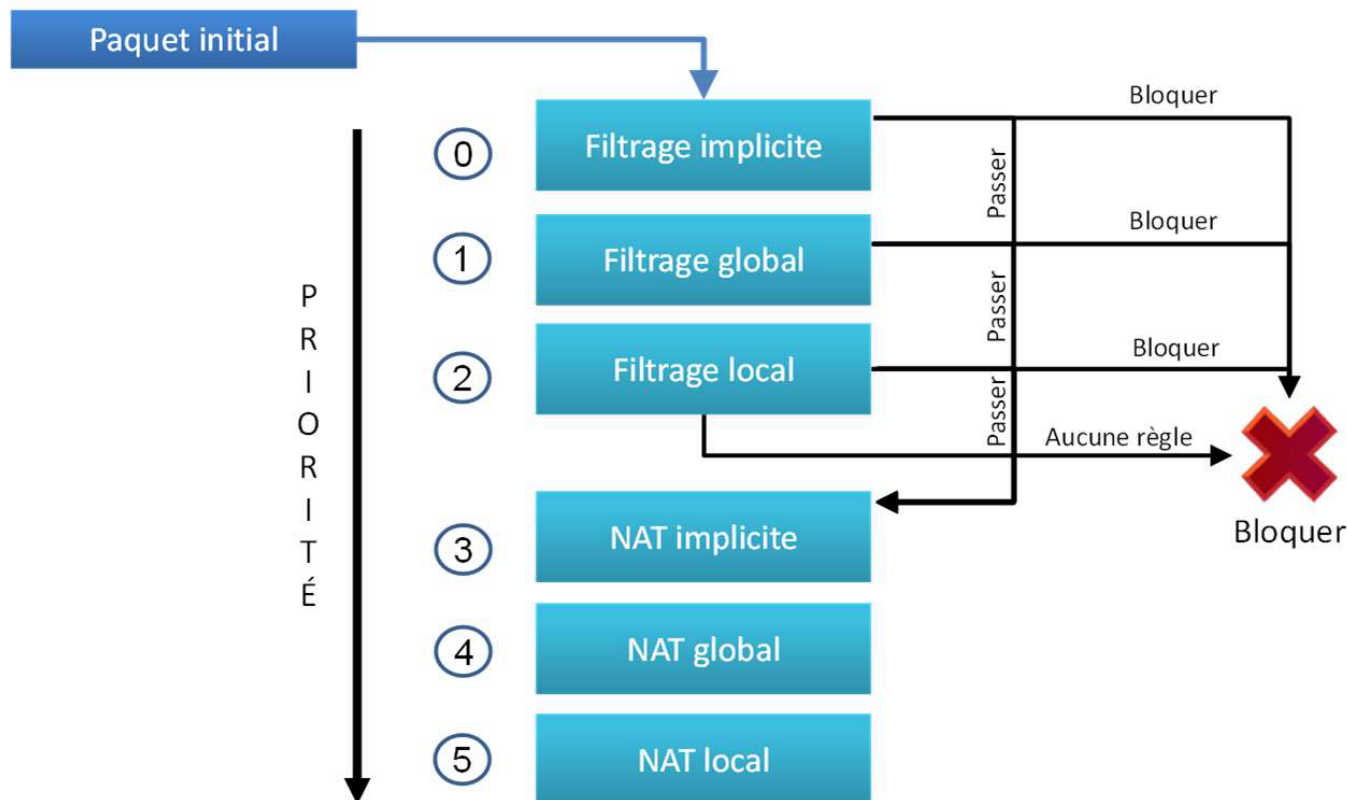 Paquet initial
0
Filtrage implicite
Bloquer
Passer
1
Filtrage global
Bloquer
Passer
2
Filtrage local
Bloquer
Passer
Aucune règle
Bloquer
3
NAT implicite
4
NAT global
5
NAT local
P
R
I
O
R
I
T
É